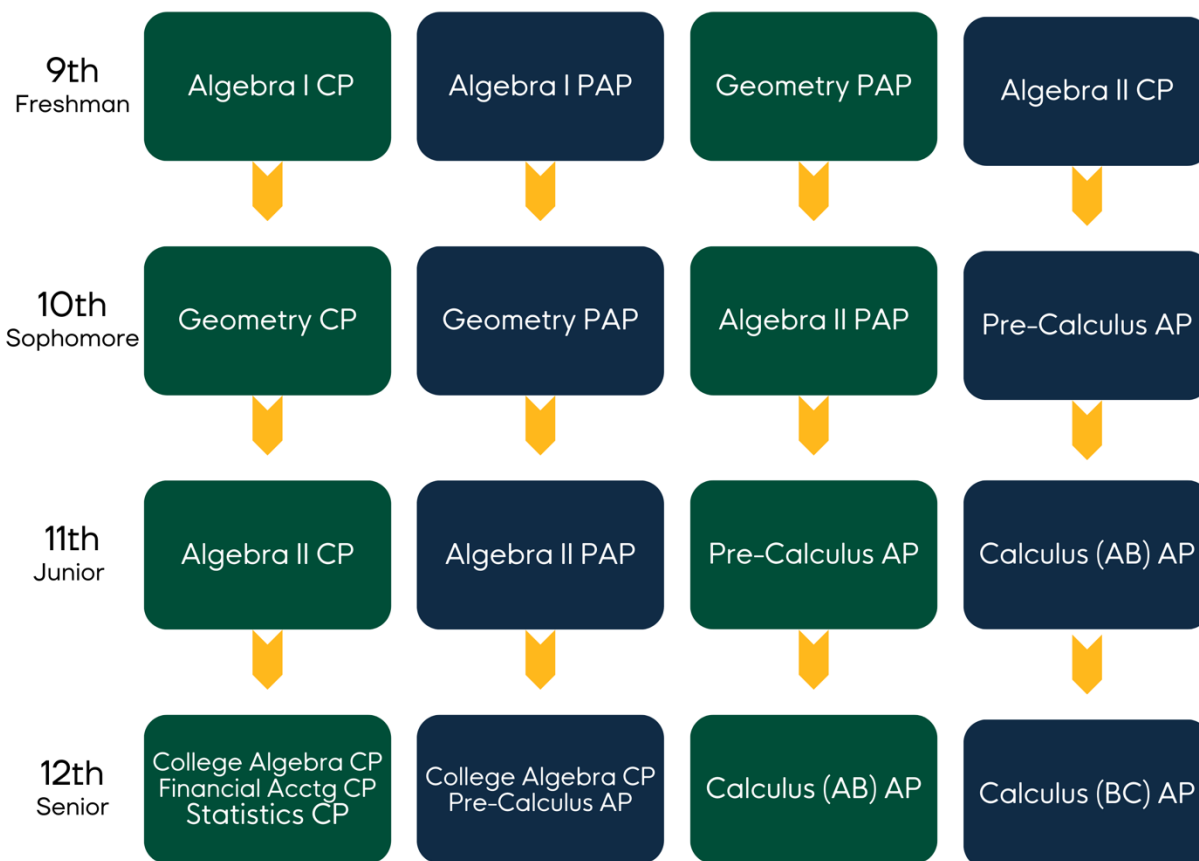 9th
Freshman
Algebra I CP
Algebra I PAP
Geometry PAP
Algebra II CP
10th
Sophomore
Geometry CP
Geometry PAP
Algebra II PAP
Pre-Calculus AP
11th
Junior
Algebra II CP
Algebra II PAP
Pre-Calculus AP
Calculus (AB) AP
12th
Senior
College Algebra CP
Financial Acctg CP
Statistics CP
College Algebra CP
Pre-Calculus AP
Calculus (AB) AP
Calculus (BC) AP